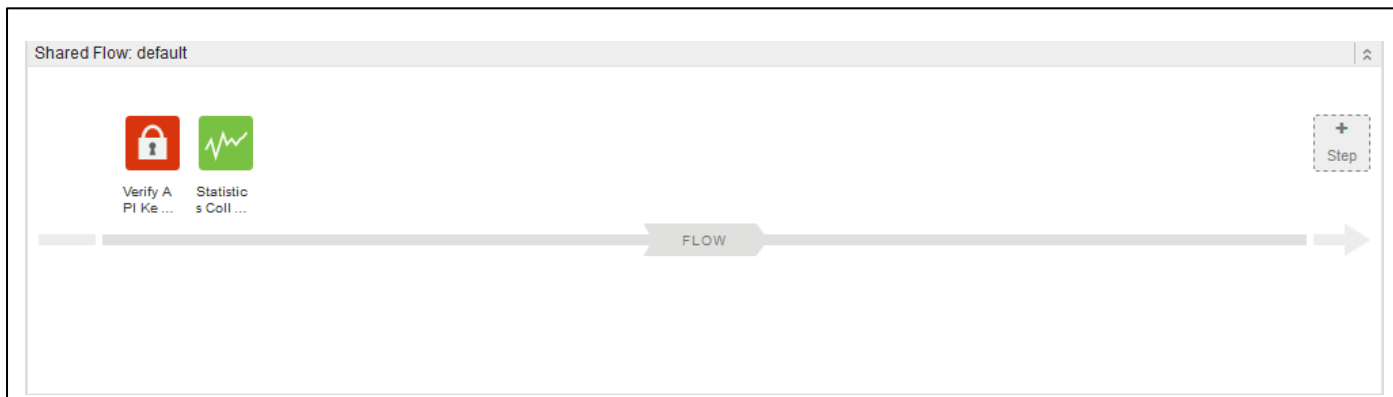 Shared Flow: default
+
Step
Verify A
PI Ke ...
Statistic
s Coll ...
FLOW